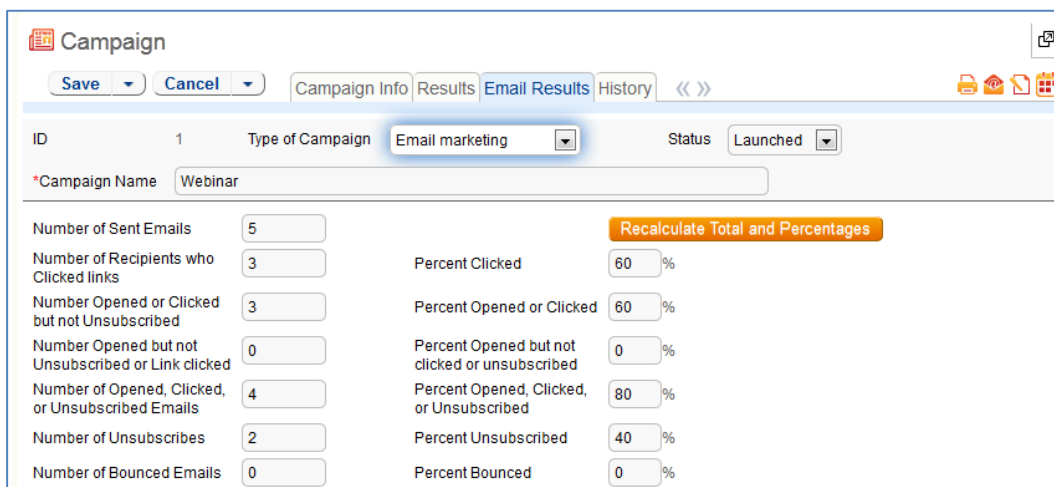 Campaign
Save Cancel Campaign Info Results Email Results History
ID 1 Type of Campaign Email marketing Status Launched
*Campaign Name Webinar
Number of Sent Emails 5 Recalculate Total and Percentages
Number of Recipients who
Clicked links 3 Percent Clicked 60 %
Number Opened or Clicked
but not Unsubscribed 3 Percent Opened or Clicked 60 %
Number Opened but not
Unsubscribed or Link clicked 0 Percent Opened but not
clicked or unsubscribed 0 %
Number of Opened, Clicked,
or Unsubscribed Emails 4 Percent Opened, Clicked,
or Unsubscribed 80 %
Number of Unsubscribes 2 Percent Unsubscribed 40 %
Number of Bounced Emails 0 Percent Bounced 0 %